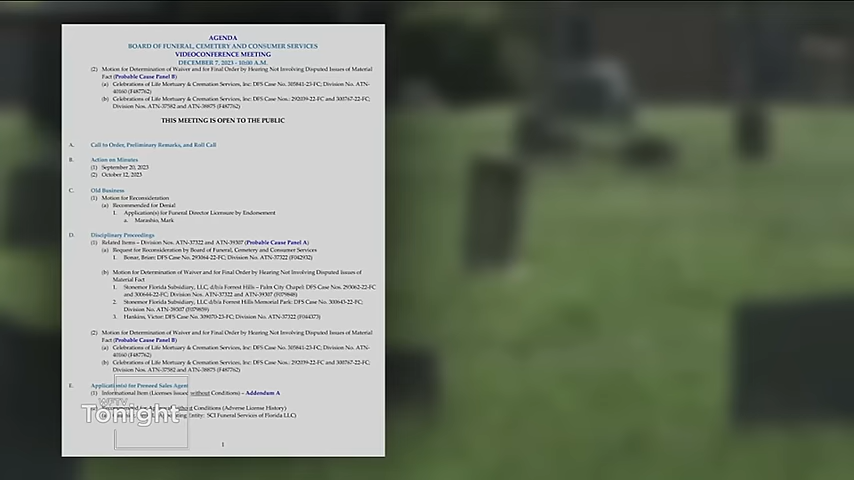 AGENDA
BOARD OF FUNERAL, CEMETERY AND CONSUMER SERVICES
VIDEOCONFERENCE MEETING
DECEMBER 7, 2023 - 10:00 A.M.
(2) Motion for Determination of Waiver and for Final Order by Hearing Not Involving Disputed Issues of Material
Fact (Probable Cause Panel B)
(a) Celebrations of Life Mortuary & Cremation Services, Inc: DFS Case No. 305841-23-FC; Division No. ATN-
40160 (F487762)
(b) Celebrations of Life Mortuary & Cremation Services, Inc: DFS Case Nos.: 292039-22-FC and 300767-22-FC;
Division Nos. ATN-37582 and ATN-38875 (F487762)
THIS MEETING IS OPEN TO THE PUBLIC
A. Call to Order, Preliminary Remarks, and Roll Call
B. Action on Minutes
(1) September 20, 2023
(2) October 12, 2023
C. Old Business
(1) Motion for Reconsideration
(a) Recommended for Denial
1. Application(s) for Funeral Director Licensure by Endorsement
a. Marashio, Mark
D. Disciplinary Proceedings
(1) Related Items – Division Nos. ATN-37322 and ATN-39307 (Probable Cause Panel A)
(a) Request for Reconsideration by Board of Funeral, Cemetery and Consumer Services
1. Bonar, Brian: DFS Case No. 293064-22-FC; Division No. ATN-37322 (F042932)
(b) Motion for Determination of Waiver and for Final Order by Hearing Not Involving Disputed Issues of
Material Fact
1. Stonemor Florida Subsidiary, LLC, d/b/a Forrest Hills – Palm City Chapel: DFS Case Nos. 293062-22-FC
and 300644-22-FC; Division Nos. ATN-37322 and ATN-39307 (F079848)
2. Stonemor Florida Subsidiary, LLC d/b/a Forrest Hills Memorial Park: DFS Case No. 300643-22-FC;
Division No. ATN-39307 (F079859)
3. Hankins, Victor: DFS Case No. 309070-23-FC; Division No. ATN-37322 (F044373)
(2) Motion for Determination of Waiver and for Final Order by Hearing Not Involving Disputed Issues of Material
Fact (Probable Cause Panel B)
(a) Celebrations of Life Mortuary & Cremation Services, Inc: DFS Case No. 305841-23-FC; Division No. ATN-
40160 (F487762)
(b) Celebrations of Life Mortuary & Cremation Services, Inc: DFS Case Nos.: 292039-22-FC and 300767-22-FC;
Division Nos. ATN-37582 and ATN-38875 (F487762)
E. Application(s) for Preneed Sales Agent
(1) Informational Item (Licenses Issued without Conditions) – Addendum A
Conditions (Adverse License History)
Entity: SCI Funeral Services of Florida LLC)
WFTV
Tonight
1